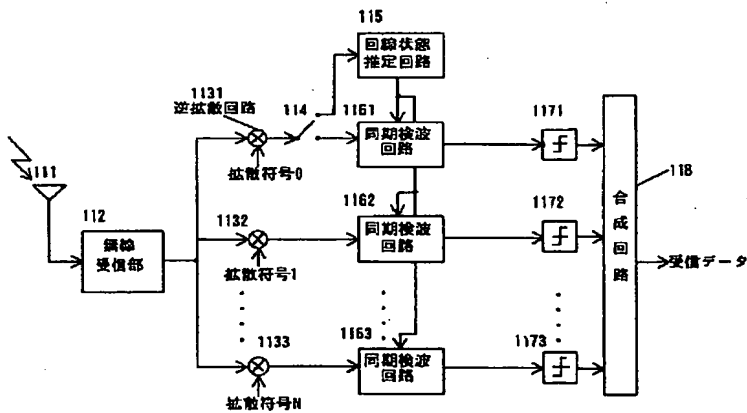 115
回線状態
推定回路
1131
逆拡散回路
114
1161
同期検波
回路
1171
拡散符号0
111
112
無線
受信部
1132
拡散符号1
1162
同期検波
回路
1172
118
合成回路
受信データ
1133
拡散符号N
1163
同期検波
回路
1173